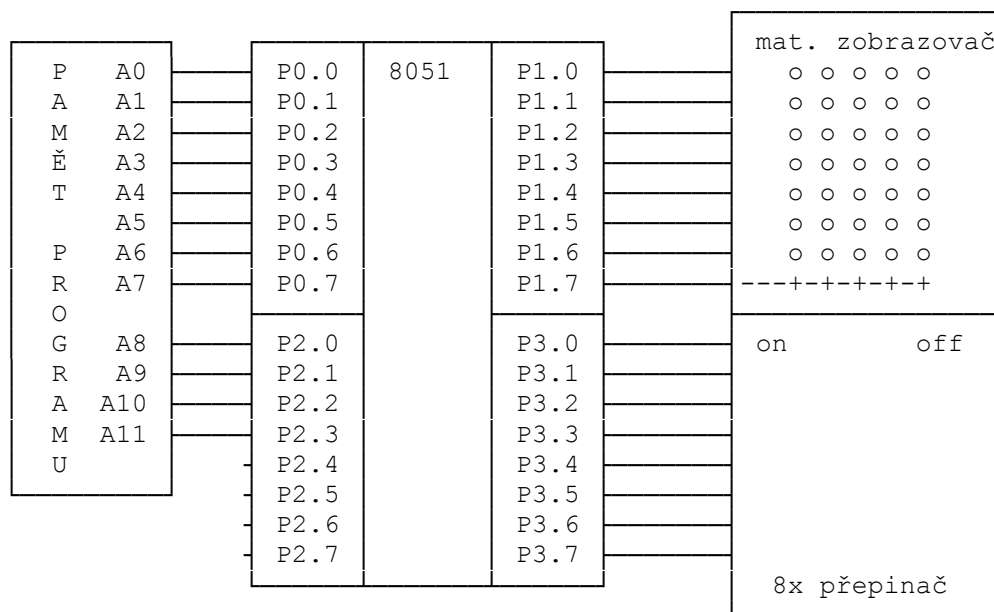 mat. zobrazovač
P A0 P0.0 8051 P1.0 o o o o o
A A1 P0.1 P1.1 o o o o o
M A2 P0.2 P1.2 o o o o o
Ě A3 P0.3 P1.3 o o o o o
T A4 P0.4 P1.4 o o o o o
A5 P0.5 P1.5 o o o o o
P A6 P0.6 P1.6 o o o o o
R A7 P0.7 P1.7 ---+-+-+-+-+
O
G A8 P2.0 P3.0 on off
R A9 P2.1 P3.1
A A10 P2.2 P3.2
M A11 P2.3 P3.3
U P2.4 P3.4
P2.5 P3.5
P2.6 P3.6
P2.7 P3.7
8x přepinač